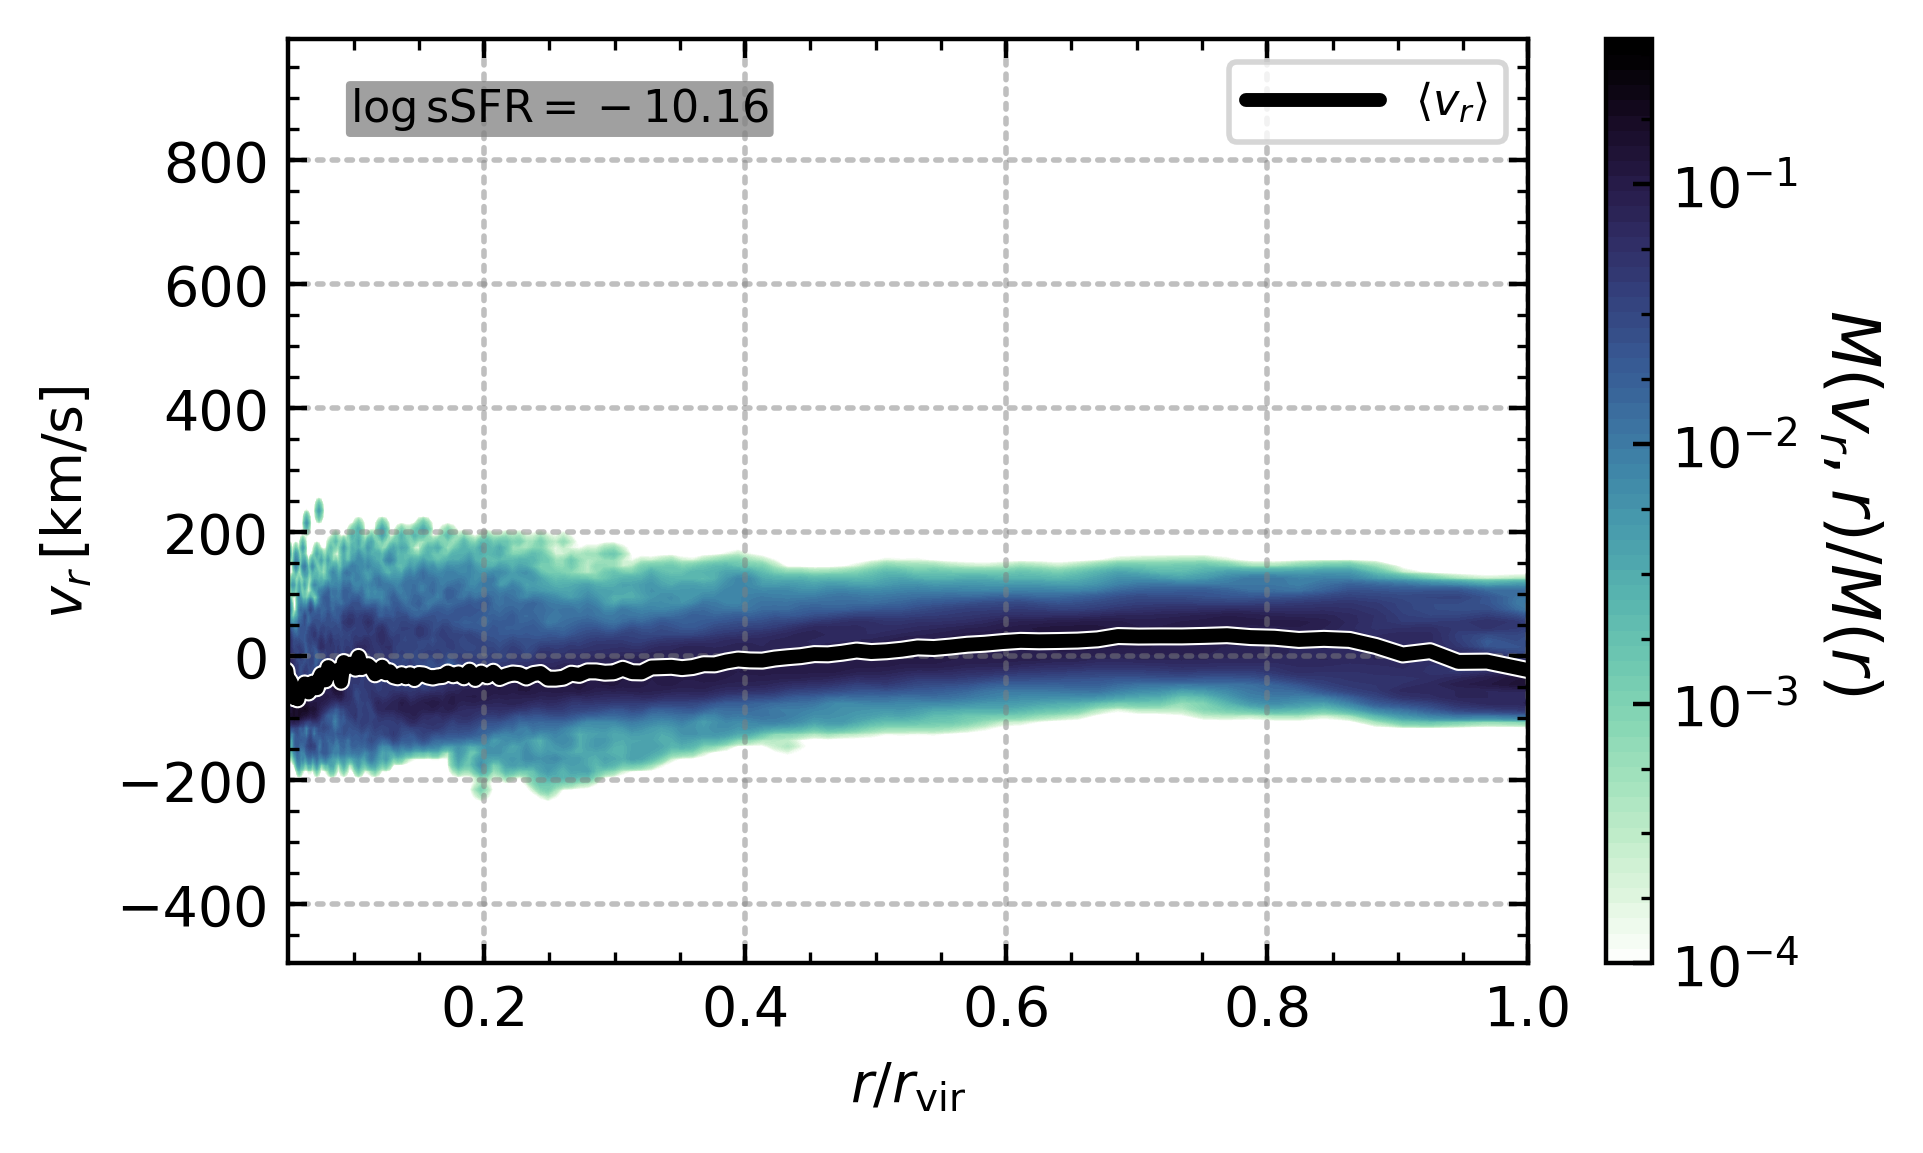 log sSFR = −10.16
⟨v_r⟩
800
600
400
200
0
−200
−400
v_r [km/s]
0.2 0.4 0.6 0.8 1.0
r/r_vir
10^−1
10^−2
10^−3
10^−4
M(v_r, r)/M(r)